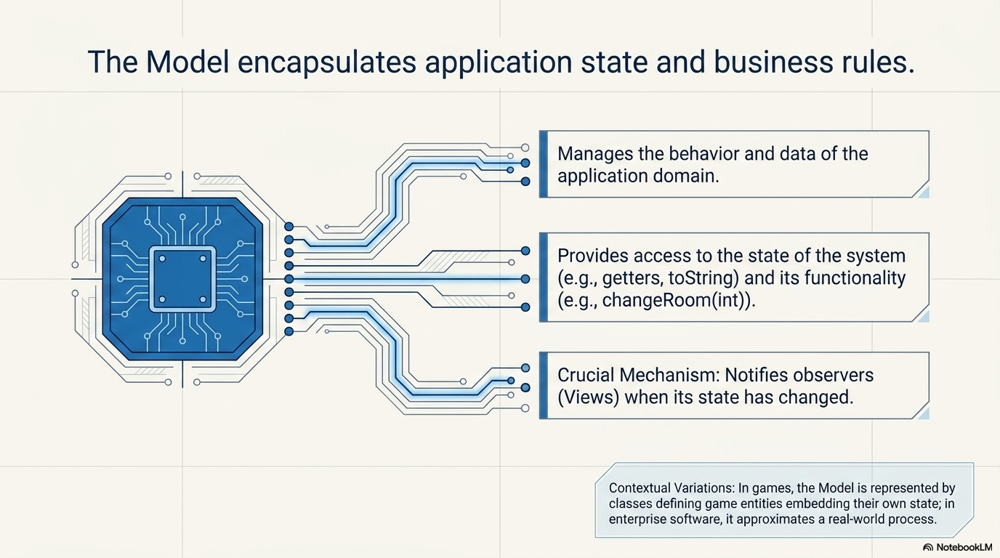 The Model encapsulates application state and business rules.
Manages the behavior and data of the
application domain.
Provides access to the state of the system
(e.g., getters, toString) and its functionality
(e.g., changeRoom(int)).
Crucial Mechanism: Notifies observers
(Views) when its state has changed.
Contextual Variations: In games, the Model is represented by
classes defining game entities embedding their own state; in
enterprise software, it approximates a real-world process.
NotebookLM